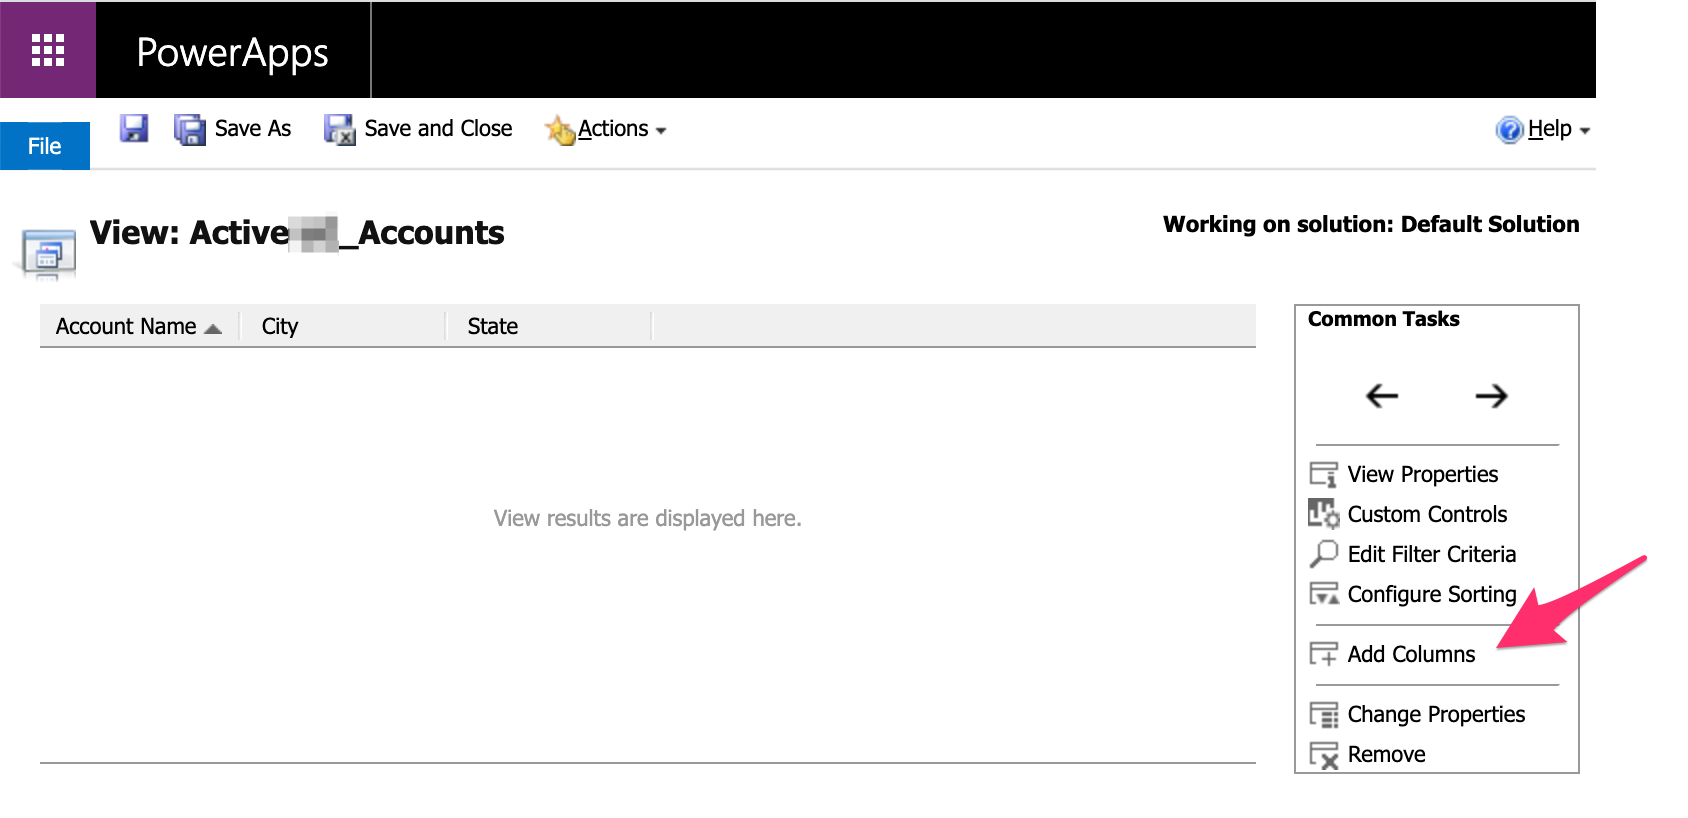 PowerApps
File
Save As
Save and Close
Actions
Help
View: Active _Accounts
Working on solution: Default Solution
Account Name
City
State
View results are displayed here.
Common Tasks
View Properties
Custom Controls
Edit Filter Criteria
Configure Sorting
Add Columns
Change Properties
Remove